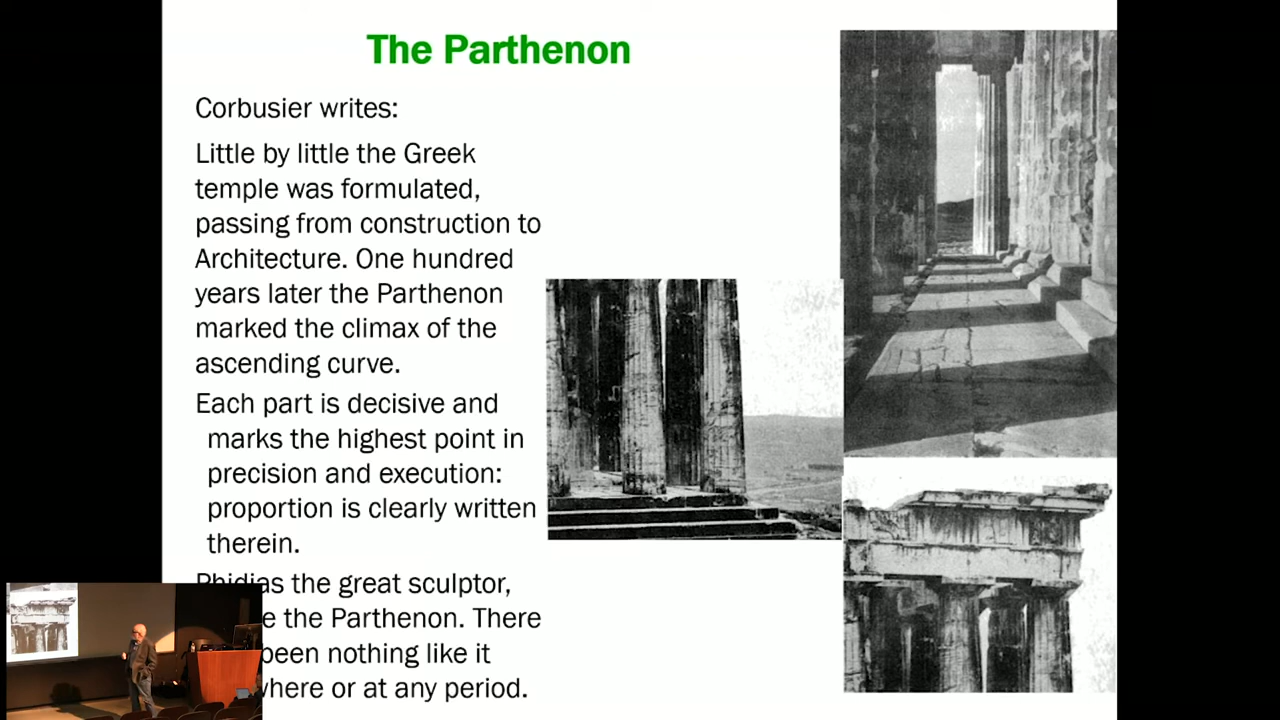 The Parthenon
Corbusier writes:
Little by little the Greek
temple was formulated,
passing from construction to
Architecture. One hundred
years later the Parthenon
marked the climax of the
ascending curve.
Each part is decisive and
marks the highest point in
precision and execution:
proportion is clearly written
therein.
Phidias the great sculptor,
the Parthenon. There
been nothing like it
or at any period.